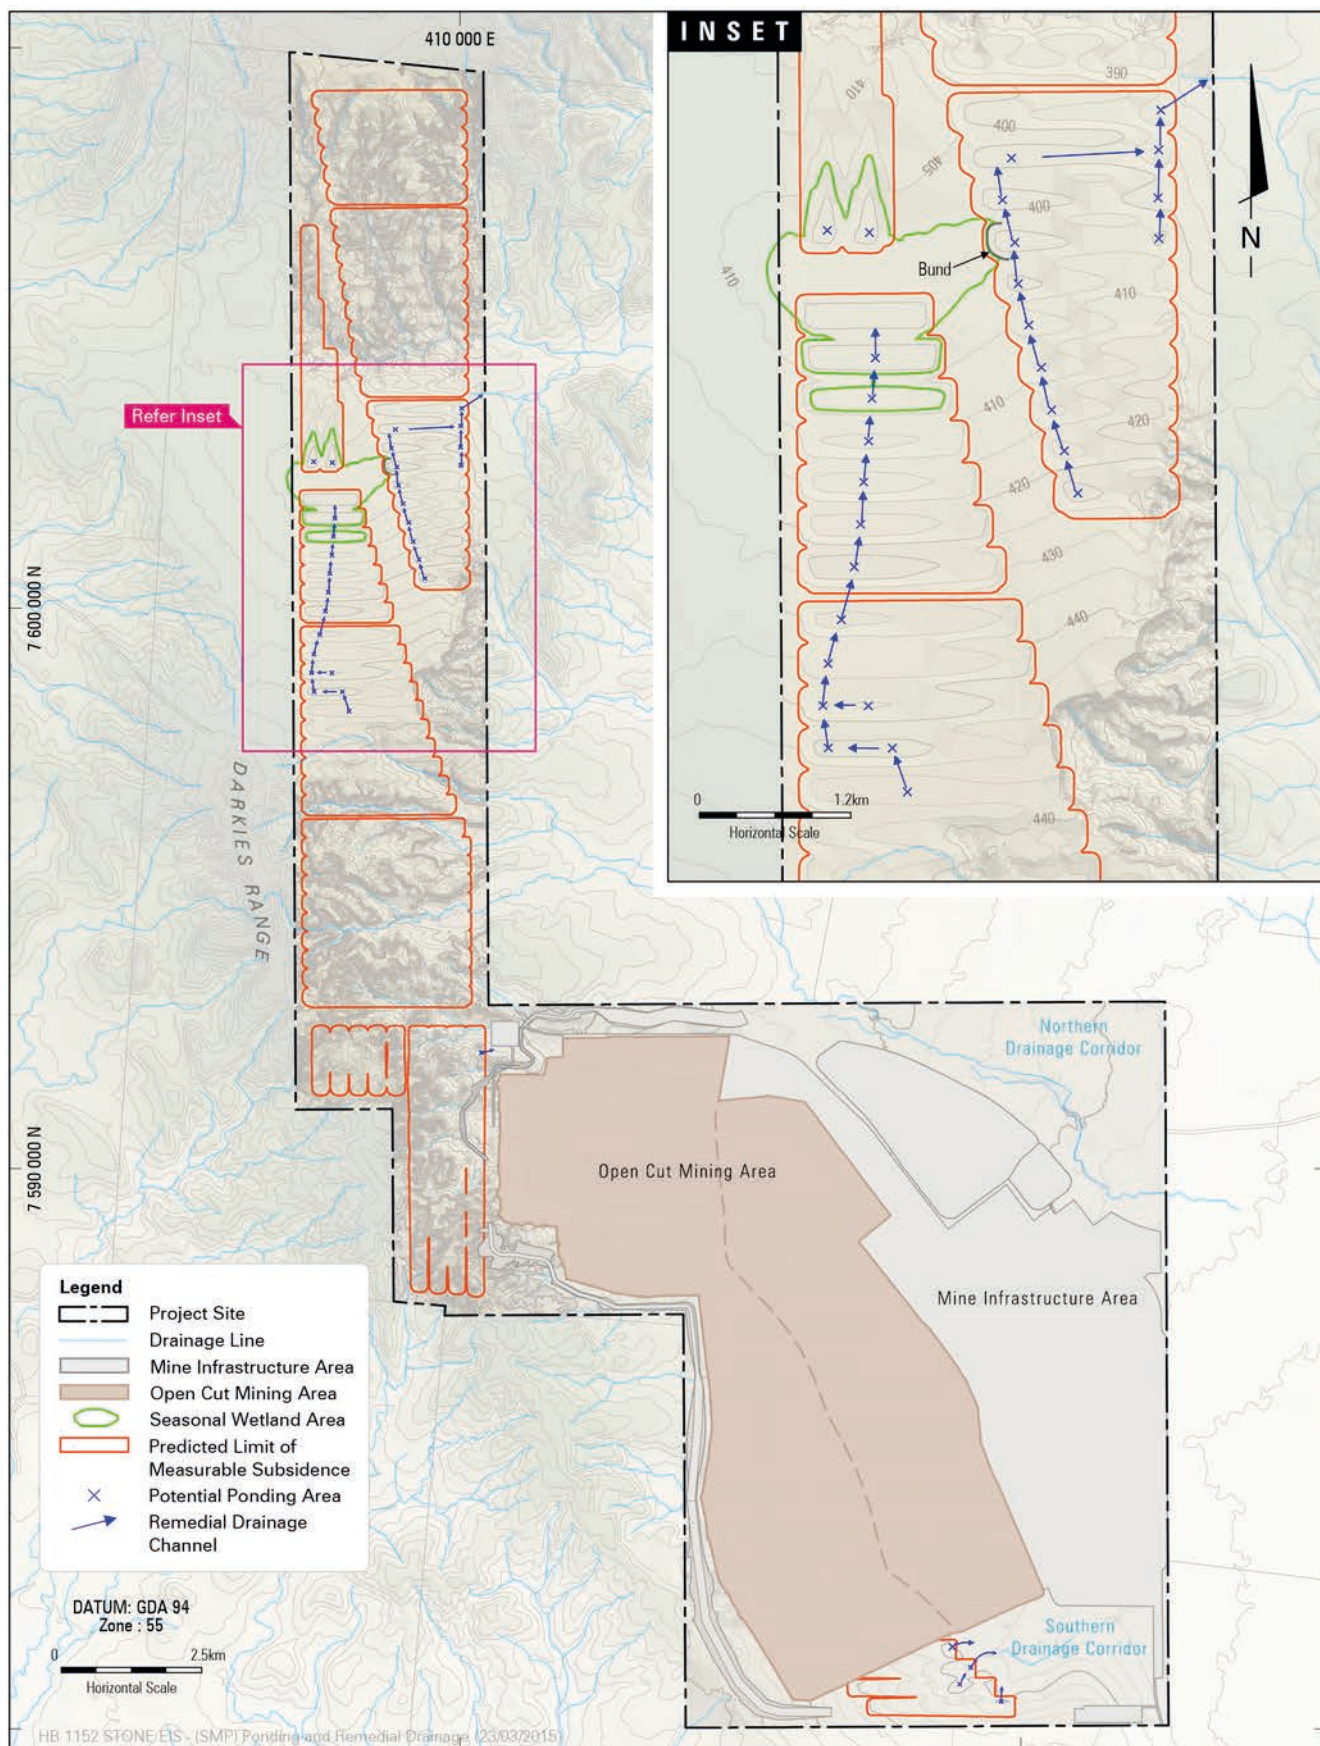 410 000 E
INSET
390
410
400
405
400
N
Bund
410
410
420
410
420
430
440
440
0 1.2km
Horizontal Scale
Refer Inset
7 600 000 N
DARKIES RANGE
Northern
Drainage Corridor
Open Cut Mining Area
7 590 000 N
Mine Infrastructure Area
Legend
Project Site
Drainage Line
Mine Infrastructure Area
Open Cut Mining Area
Seasonal Wetland Area
Predicted Limit of
Measurable Subsidence
Potential Ponding Area
Remedial Drainage
Channel
DATUM: GDA 94
Zone : 55
0 2.5km
Horizontal Scale
Southern
Drainage Corridor
HB 1152 STONE EIS - (SMP) Ponding and Remedial Drainage (23/03/2015)